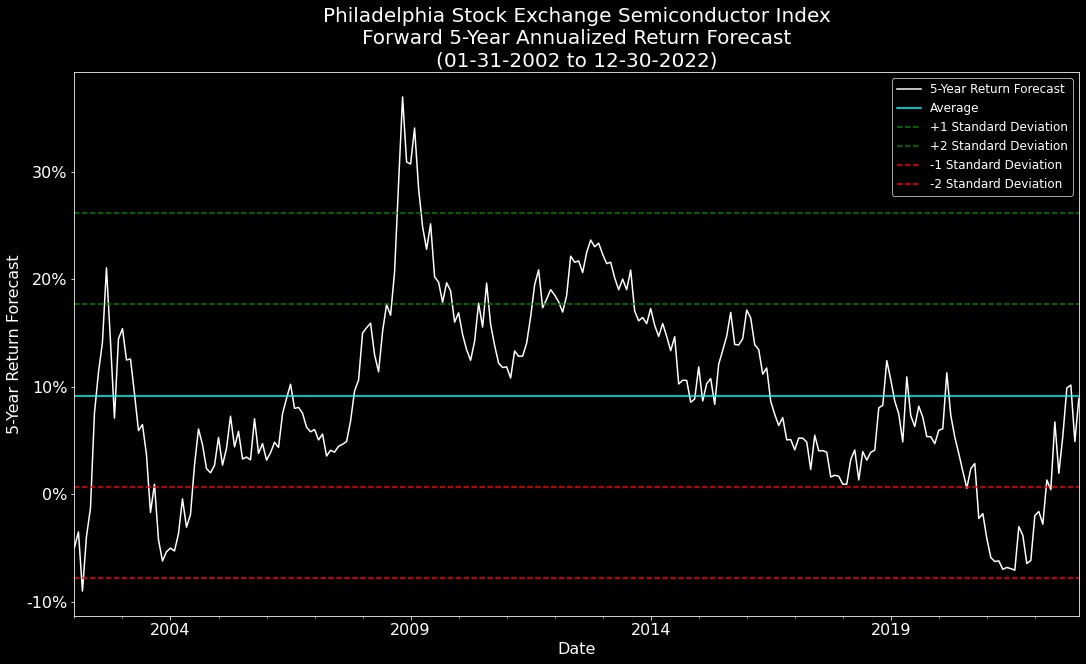 Philadelphia Stock Exchange Semiconductor Index
Forward 5-Year Annualized Return Forecast
(01-31-2002 to 12-30-2022)
5-Year Return Forecast
Average
+1 Standard Deviation
+2 Standard Deviation
-1 Standard Deviation
-2 Standard Deviation
5-Year Return Forecast
30%
20%
10%
0%
-10%
2004
2009
2014
2019
Date